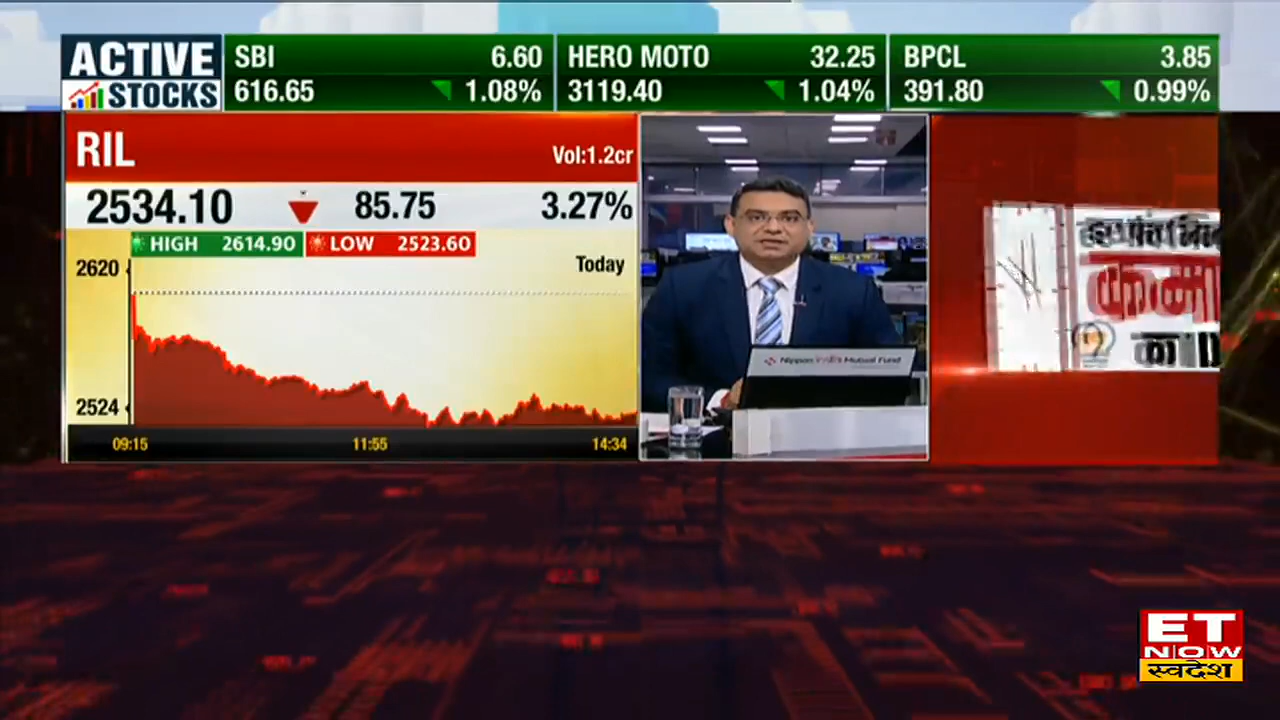 ACTIVE
STOCKS
SBI 6.60
616.65 1.08%
HERO MOTO 32.25
3119.40 1.04%
BPCL 3.85
391.80 0.99%
RIL
Vol:1.2cr
2534.10 85.75 3.27%
HIGH 2614.90 LOW 2523.60
Today
2620
2524
09:15 11:55 14:34
Nippon India Mutual Fund
का
ET
NOW
स्वदेश